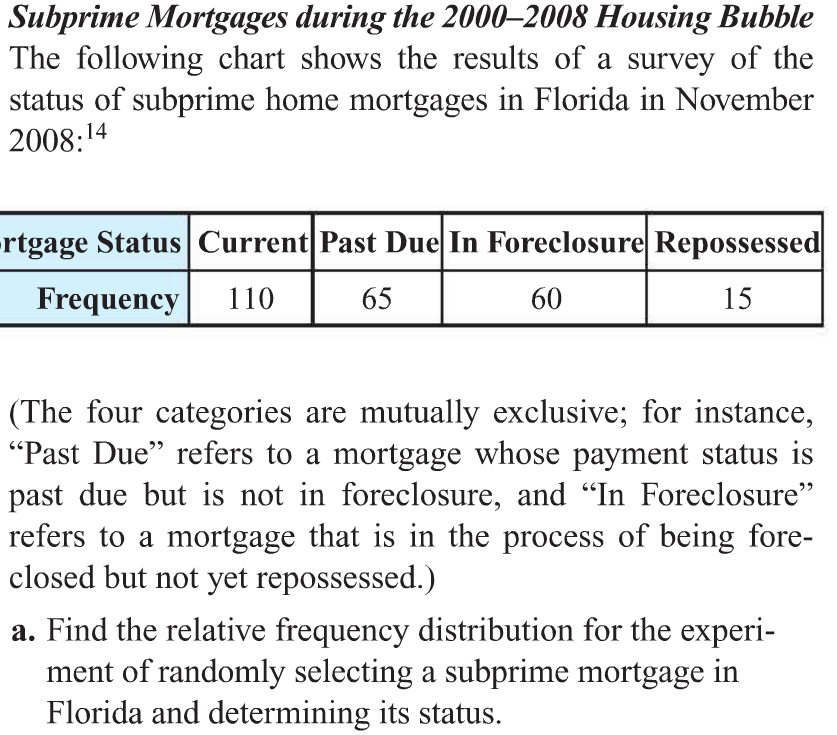 Subprime Mortgages during the 2000–2008 Housing Bubble
The following chart shows the results of a survey of the
status of subprime home mortgages in Florida in November
2008:14
rtgage Status Current Past Due In Foreclosure Repossessed
Frequency 110 65 60 15
(The four categories are mutually exclusive; for instance,
“Past Due” refers to a mortgage whose payment status is
past due but is not in foreclosure, and “In Foreclosure”
refers to a mortgage that is in the process of being fore-
closed but not yet repossessed.)
a. Find the relative frequency distribution for the experi-
ment of randomly selecting a subprime mortgage in
Florida and determining its status.